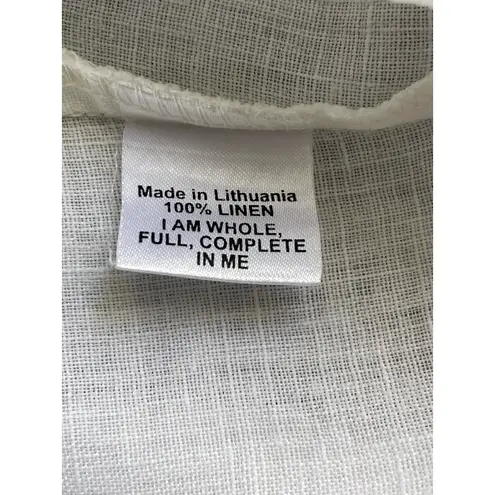 Made in Lithuania
100% LINEN
I AM WHOLE,
FULL, COMPLETE
IN ME